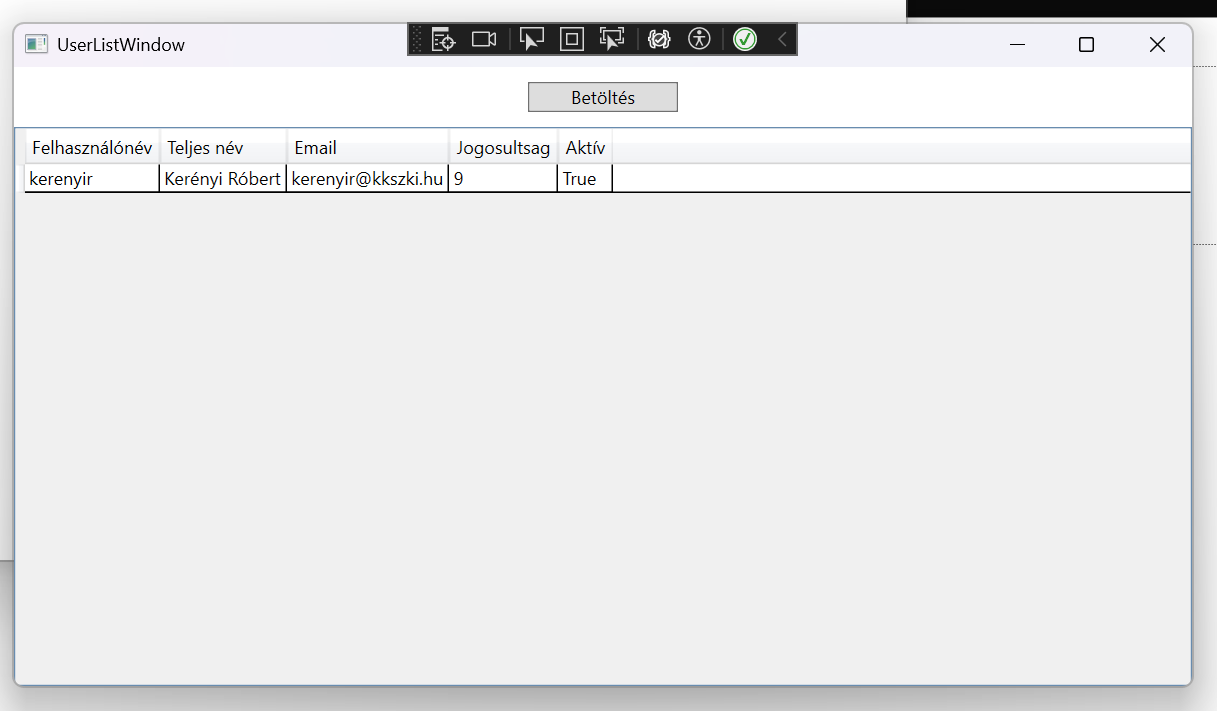 UserListWindow
Betöltés
Felhasználónév Teljes név Email Jogosultsag Aktív
kerenyir Kerényi Róbert kerenyir@kkszki.hu 9 True